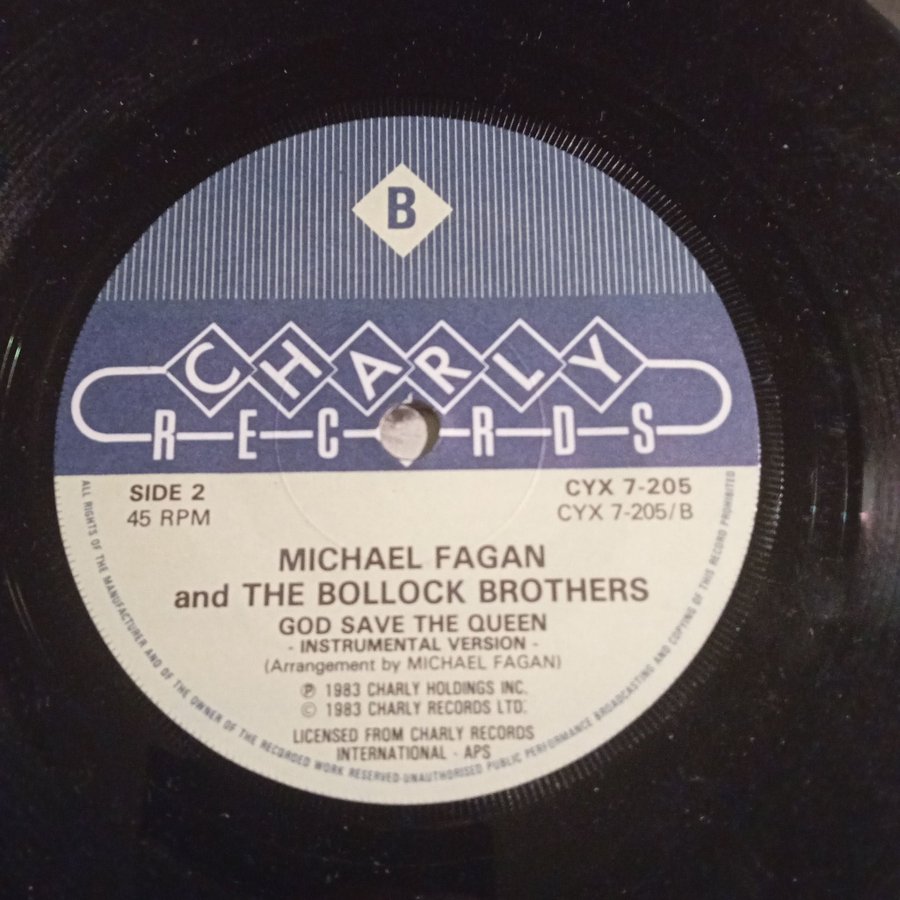 B
CHARLY
RECORDS
SIDE 2
45 RPM
CYX 7-205
CYX 7-205/B
MICHAEL FAGAN
and THE BOLLOCK BROTHERS
GOD SAVE THE QUEEN
- INSTRUMENTAL VERSION -
(Arrangement by MICHAEL FAGAN)
℗ 1983 CHARLY HOLDINGS INC.
© 1983 CHARLY RECORDS LTD.
LICENSED FROM CHARLY RECORDS
INTERNATIONAL - APS
ALL RIGHTS OF THE MANUFACTURER AND OF THE OWNER OF THE RECORDED WORK RESERVED-UNAUTHORISED PUBLIC PERFORMANCE BROADCASTING AND COPYING OF THIS RECORD PROHIBITED